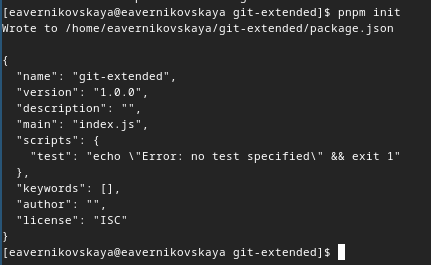 [eavernikovskaya@eavernikovskaya git-extended]$ pnpm init
Wrote to /home/eavernikovskaya/git-extended/package.json

{
  "name": "git-extended",
  "version": "1.0.0",
  "description": "",
  "main": "index.js",
  "scripts": {
    "test": "echo \"Error: no test specified\" && exit 1"
  },
  "keywords": [],
  "author": "",
  "license": "ISC"
}
[eavernikovskaya@eavernikovskaya git-extended]$